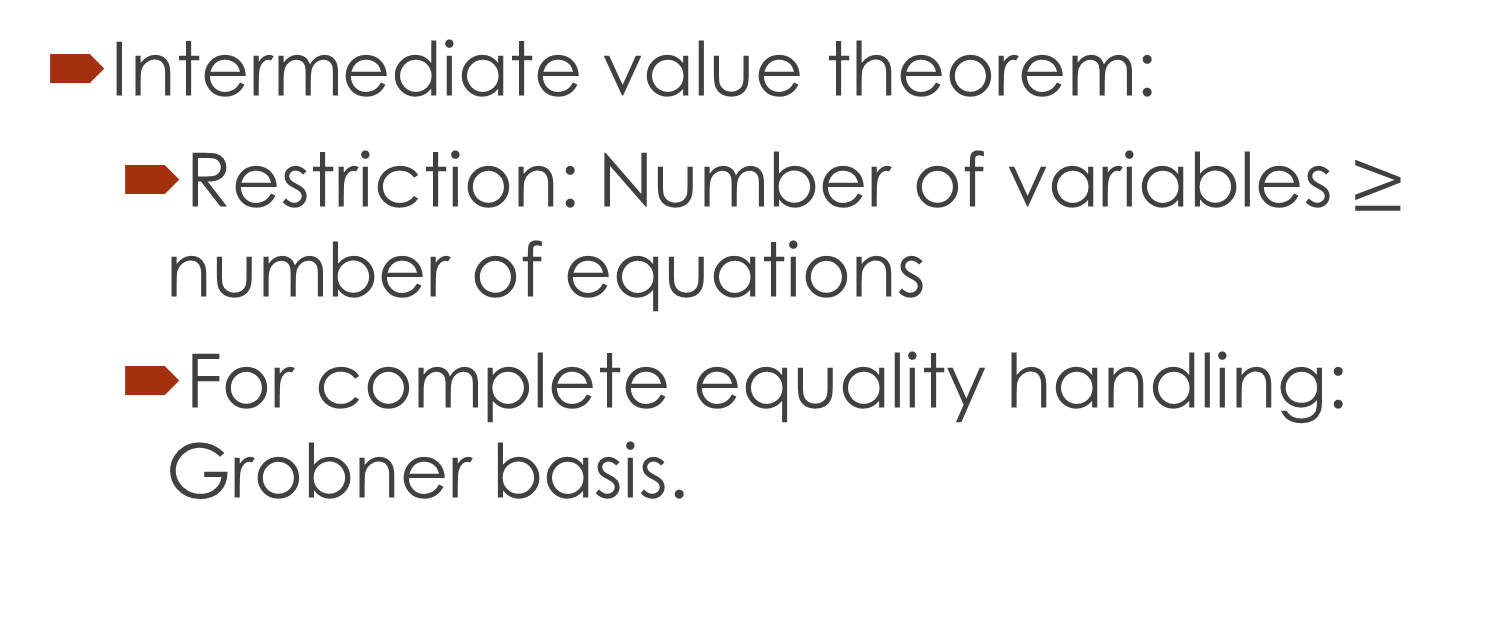 Intermediate value theorem:
Restriction: Number of variables ≥
number of equations
For complete equality handling:
Grobner basis.